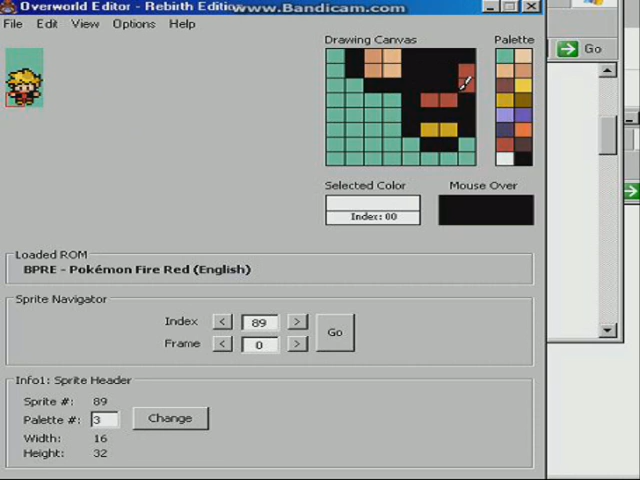 Overworld Editor - Rebirth Edition
www.Bandicam.com
File Edit View Options Help
Drawing Canvas
Palette
Go
Selected Color
Mouse Over
Index: 00
Loaded ROM
BPRE - Pokémon Fire Red (English)
Sprite Navigator
Index < 89 > Go
Frame < 0 >
Info1: Sprite Header
Sprite #: 89
Palette #: 3 Change
Width: 16
Height: 32